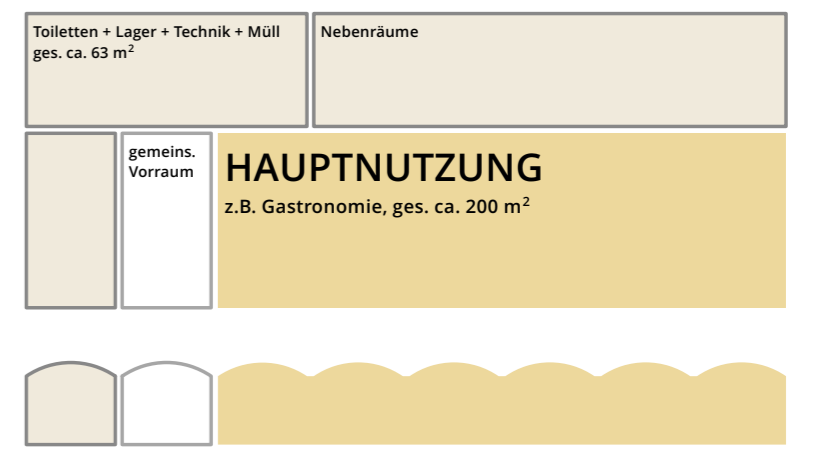 Toiletten + Lager + Technik + Müll
ges. ca. 63 m²
Nebenräume
gemeins.
Vorraum
HAUPTNUTZUNG
z.B. Gastronomie, ges. ca. 200 m²